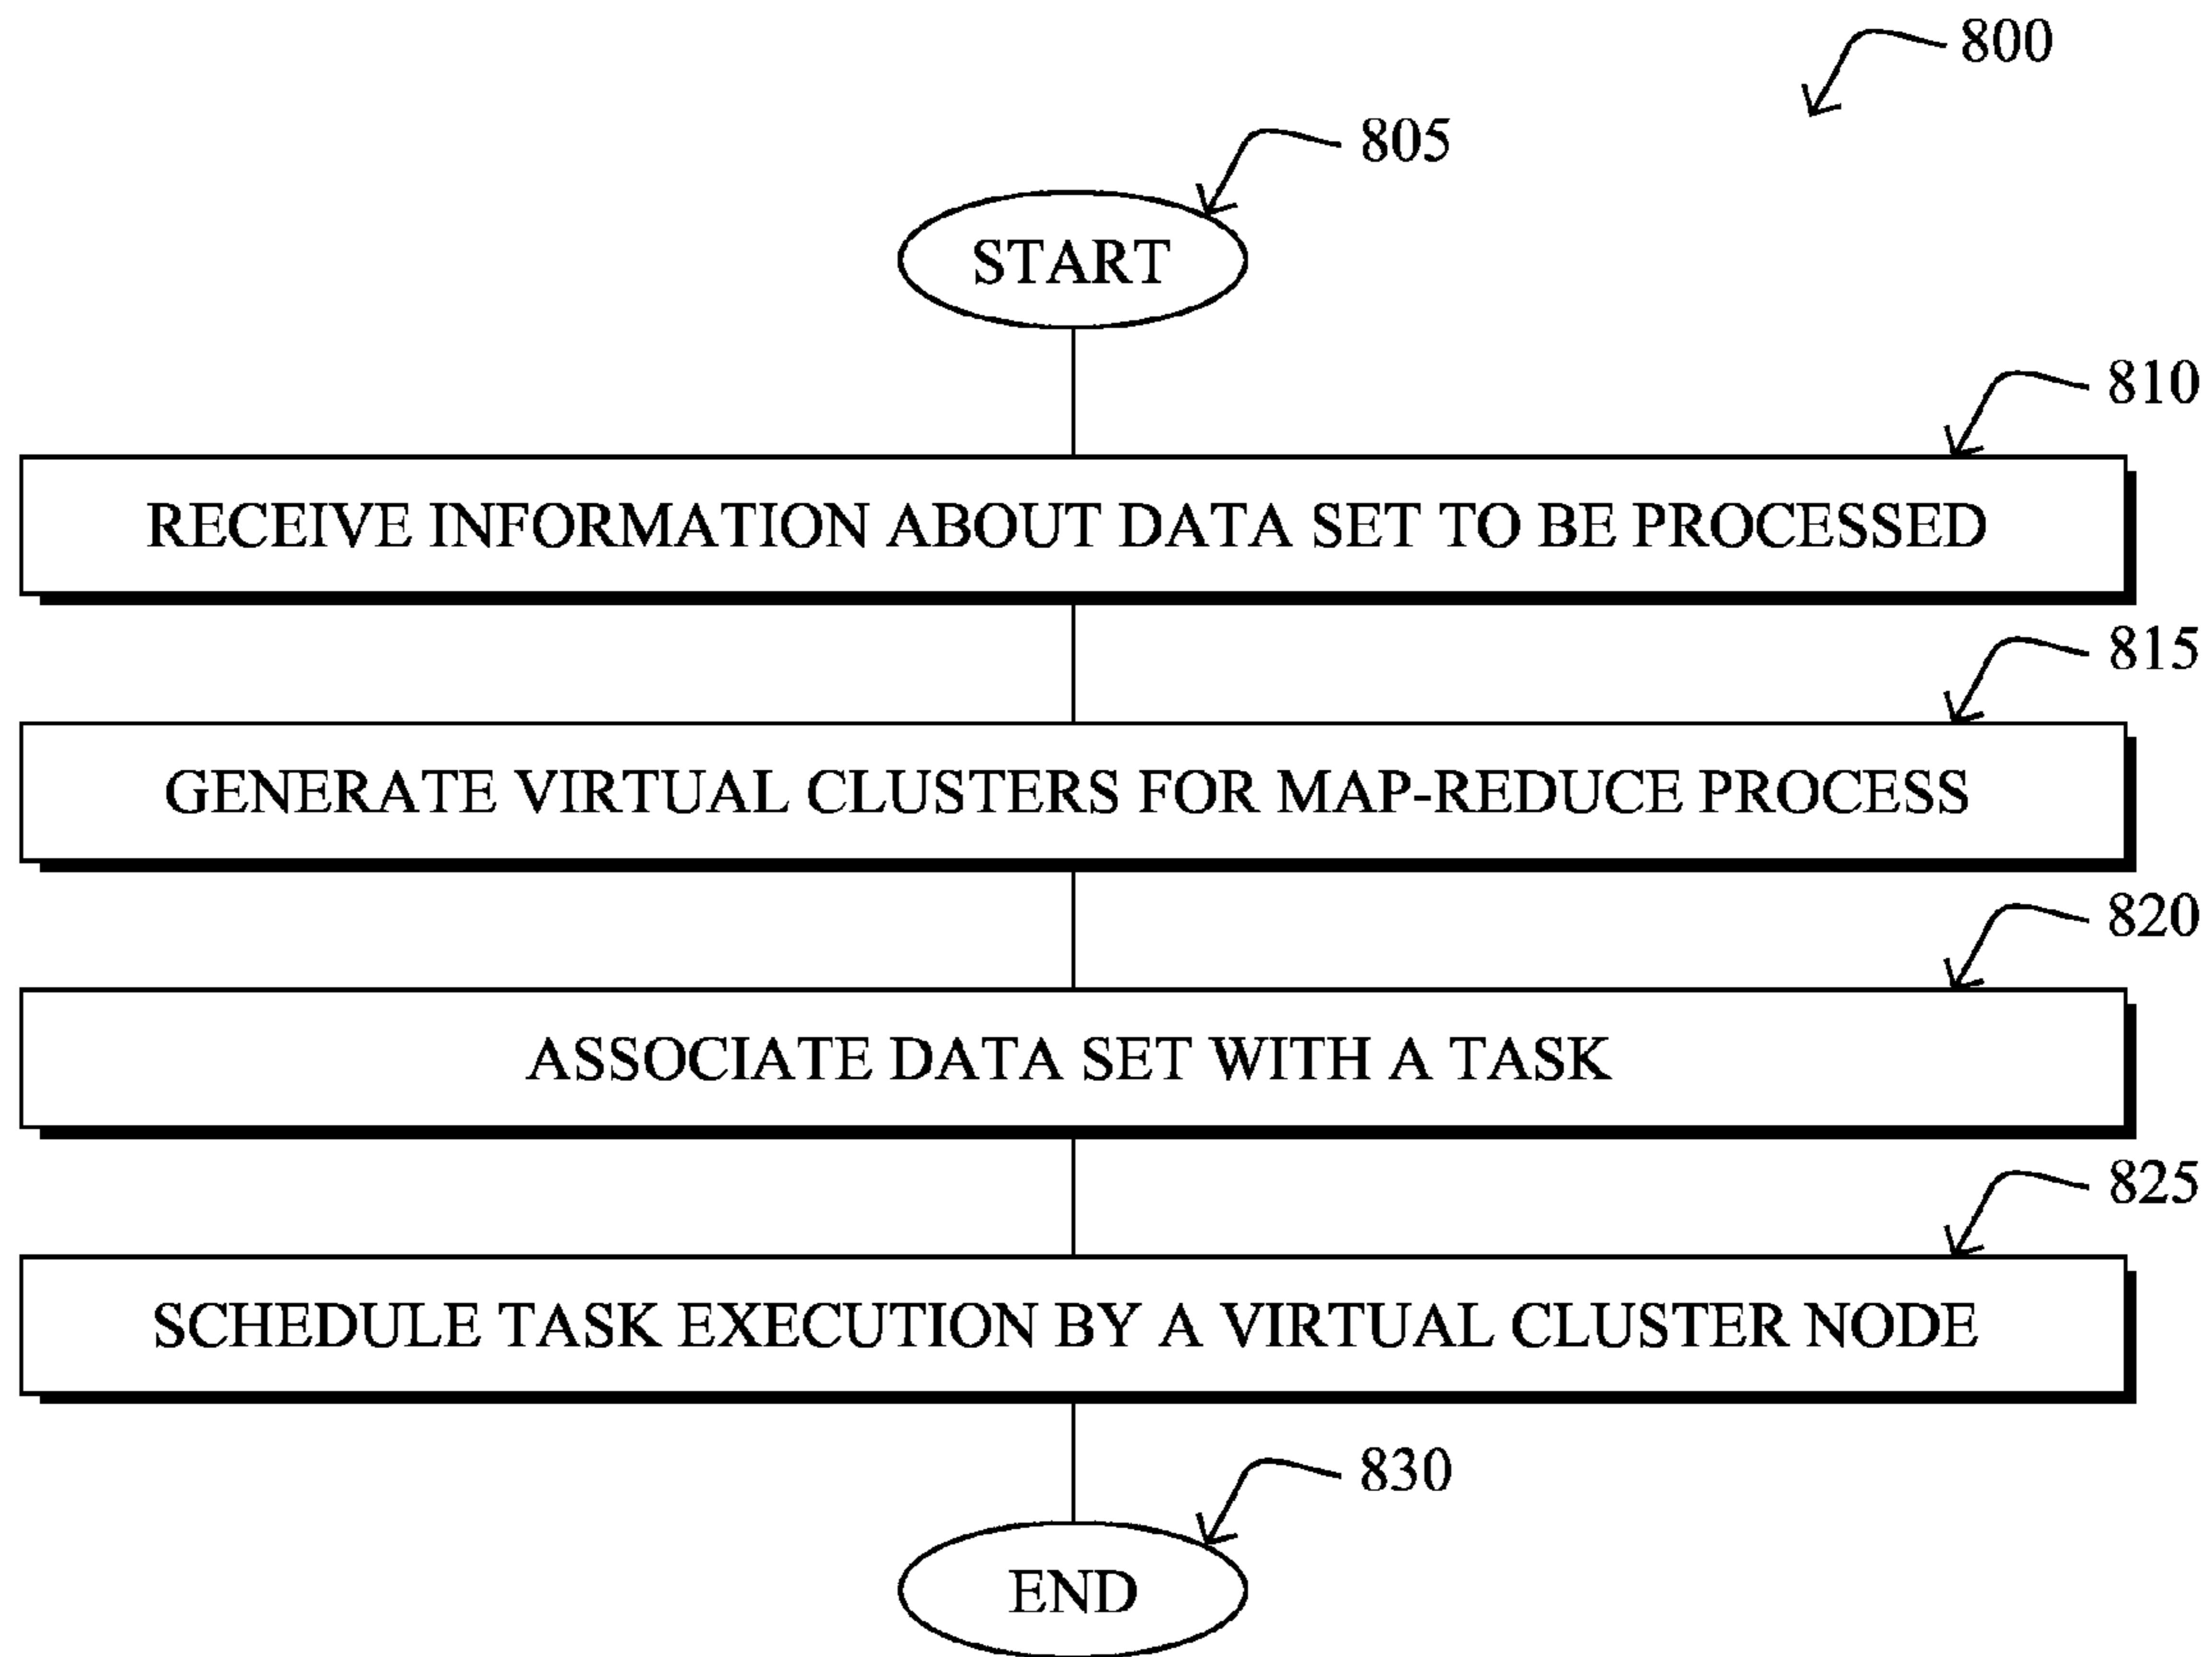 800
805
START
810
RECEIVE INFORMATION ABOUT DATA SET TO BE PROCESSED
815
GENERATE VIRTUAL CLUSTERS FOR MAP-REDUCE PROCESS
820
ASSOCIATE DATA SET WITH A TASK
825
SCHEDULE TASK EXECUTION BY A VIRTUAL CLUSTER NODE
830
END